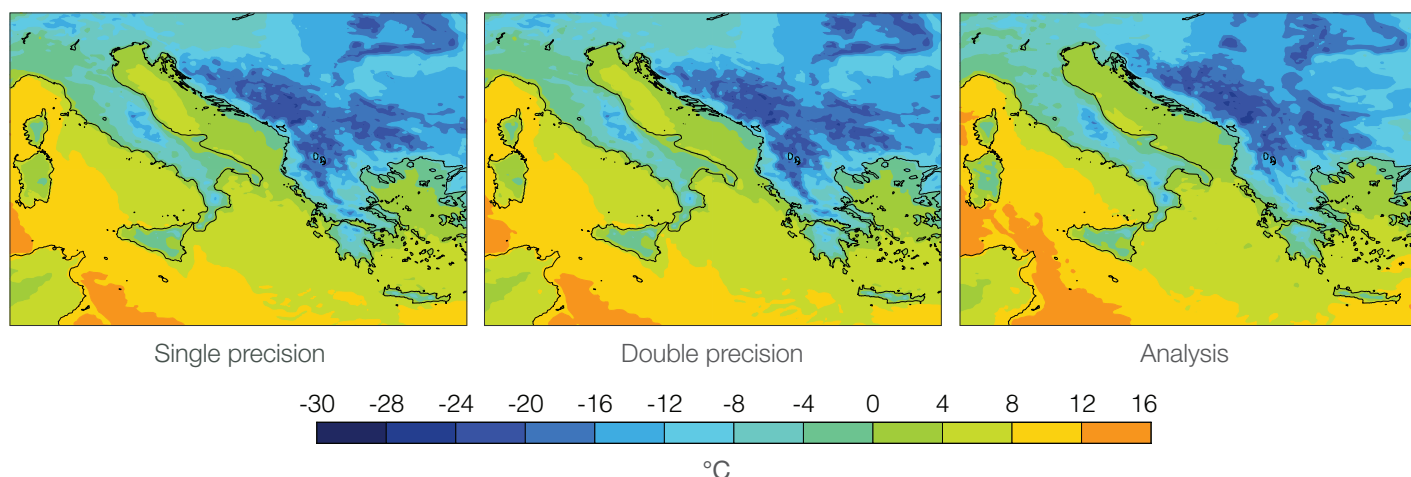 Single precision
Double precision
Analysis
-30 -28 -24 -20 -16 -12 -8 -4 0 4 8 12 16
°C